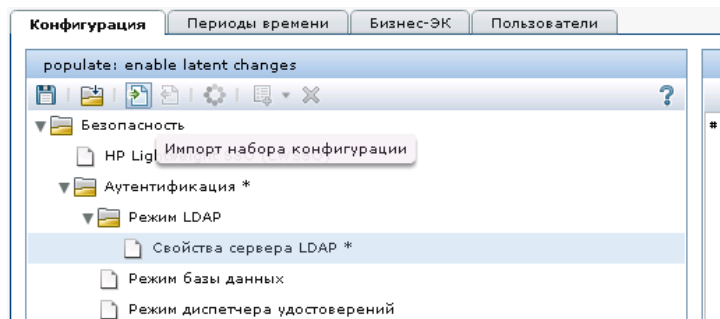 Конфигурация Периоды времени Бизнес-ЭК Пользователи
populate: enable latent changes
?
Безопасность
#
HP Lig
Импорт набора конфигурации
Аутентификация *
Режим LDAP
Свойства сервера LDAP *
Режим базы данных
Режим диспетчера удостоверений